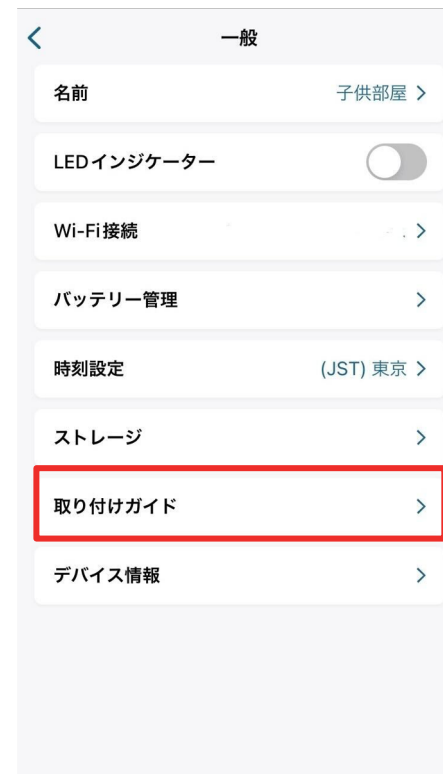 一般
名前 子供部屋
LEDインジケーター
Wi-Fi接続
バッテリー管理
時刻設定 (JST) 東京
ストレージ
取り付けガイド
デバイス情報